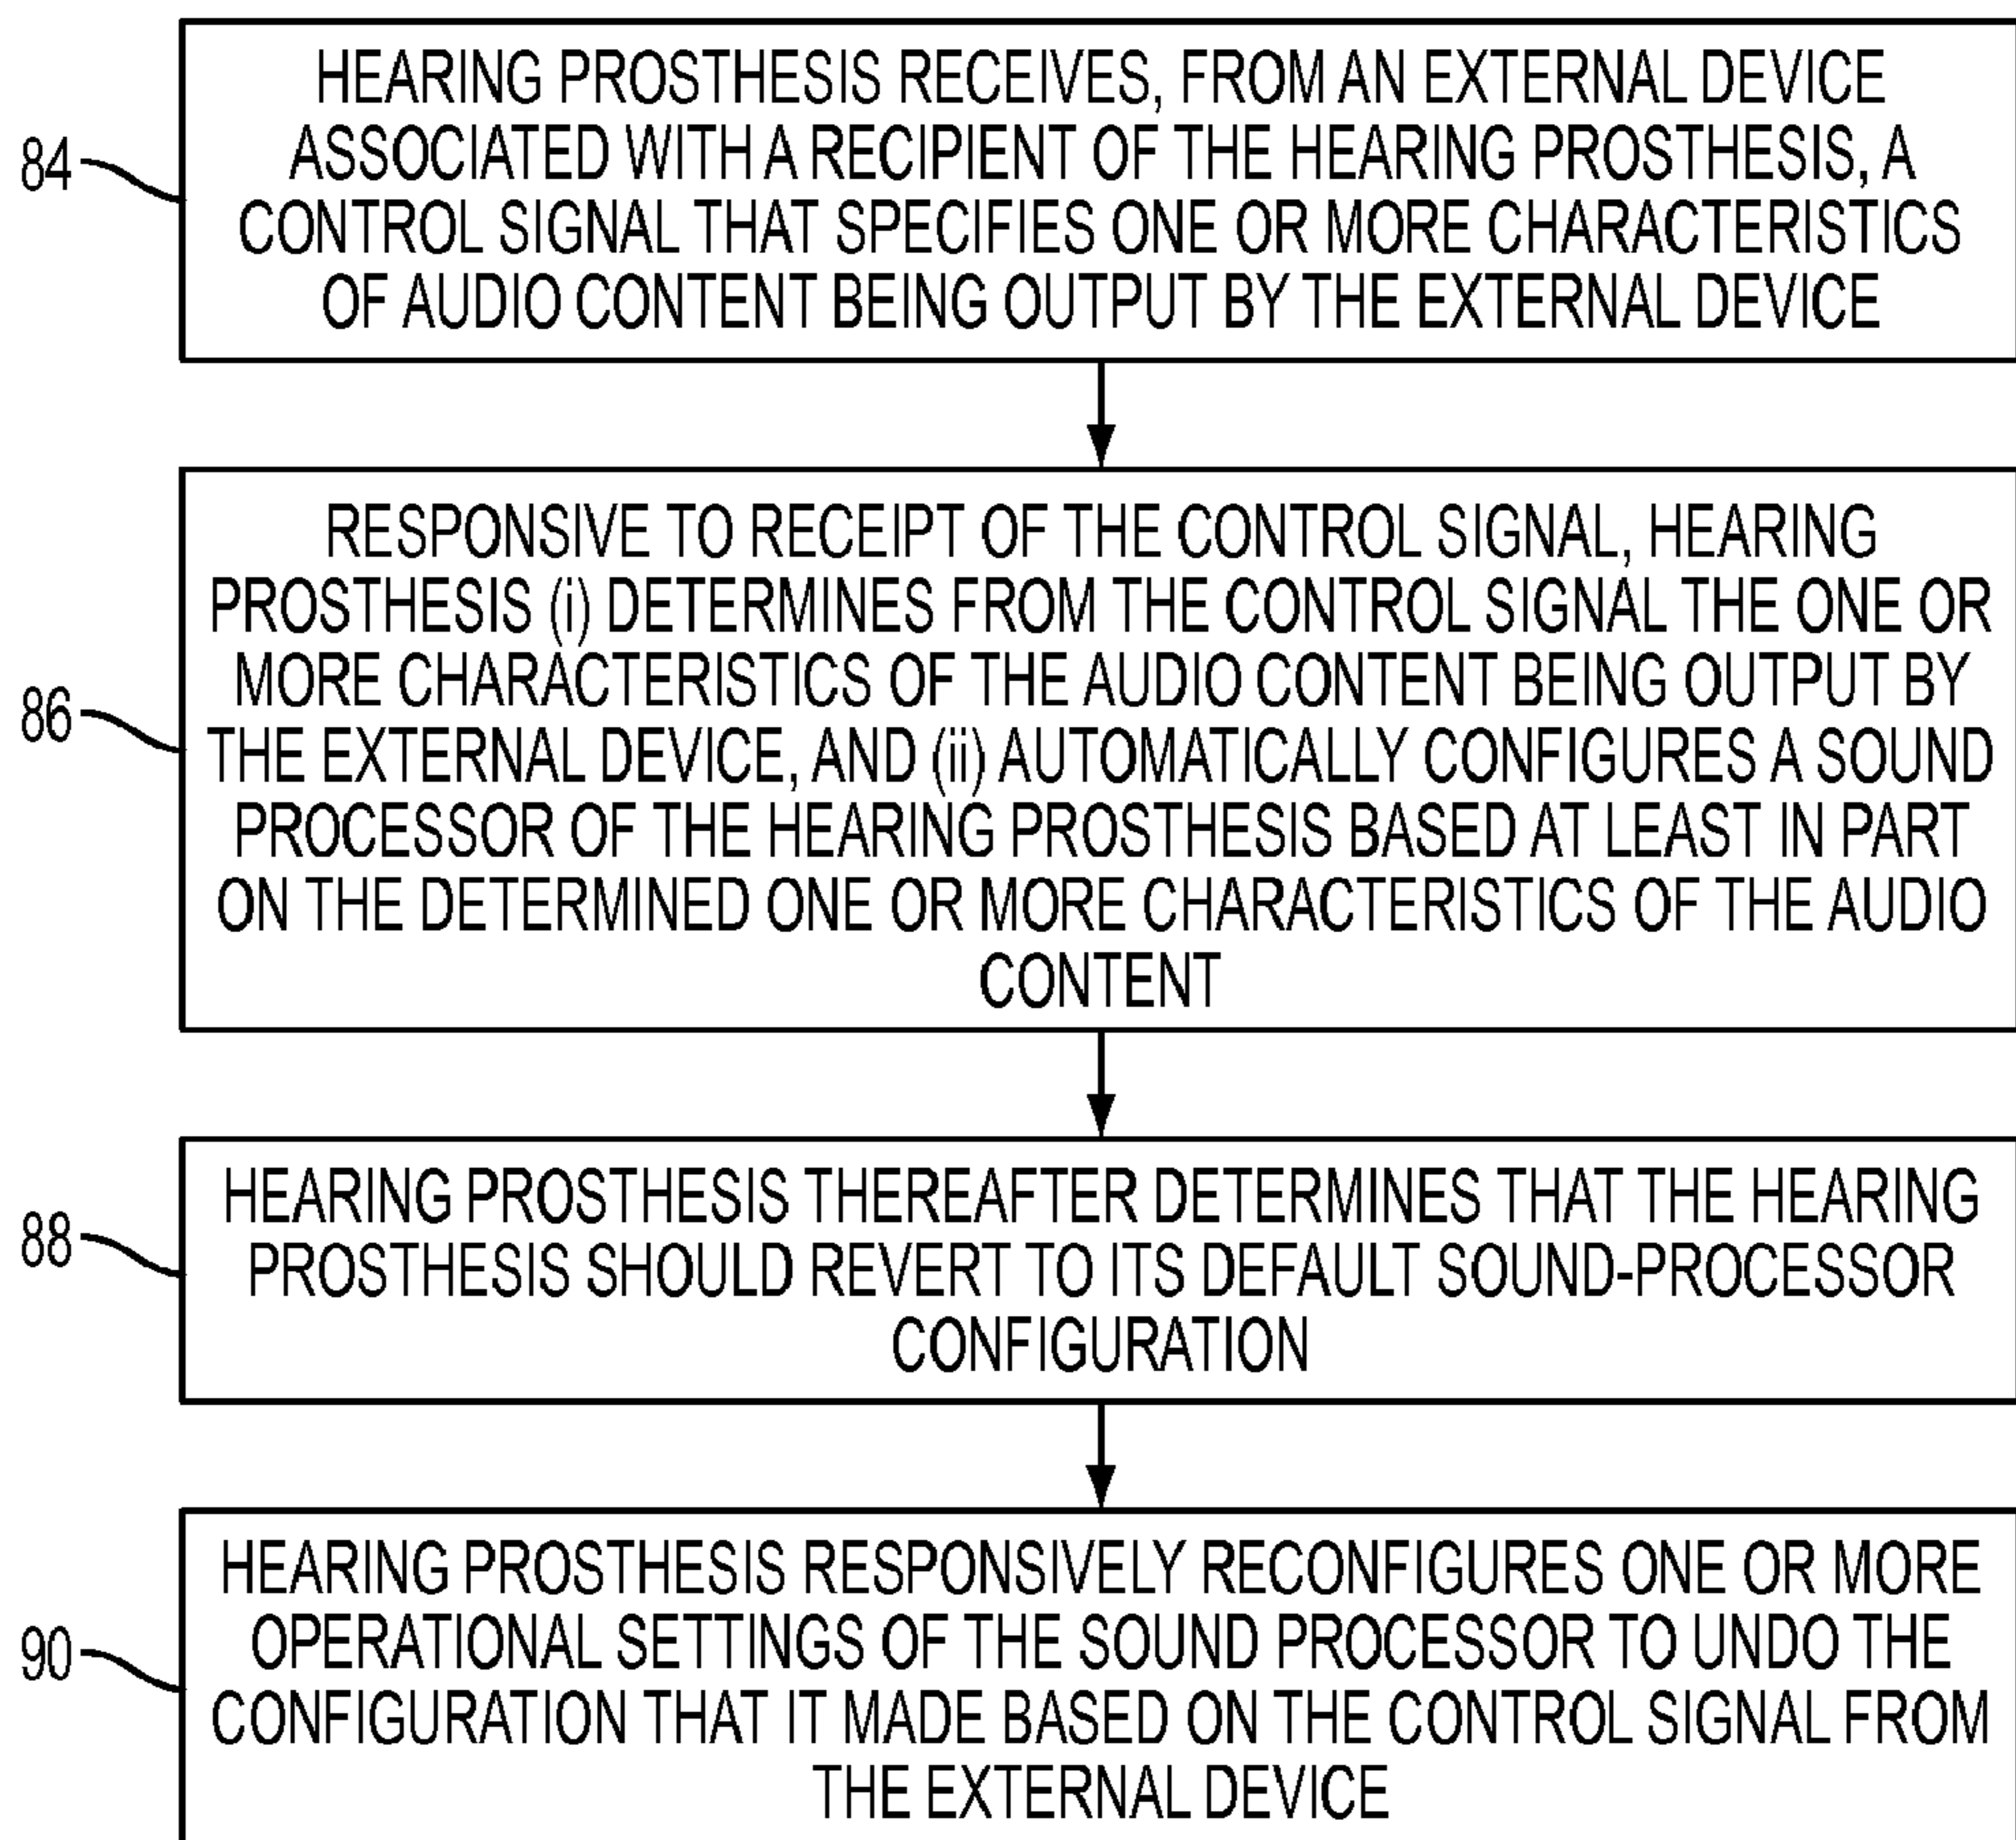 HEARING PROSTHESIS RECEIVES, FROM AN EXTERNAL DEVICE
ASSOCIATED WITH A RECIPIENT OF THE HEARING PROSTHESIS, A
CONTROL SIGNAL THAT SPECIFIES ONE OR MORE CHARACTERISTICS
OF AUDIO CONTENT BEING OUTPUT BY THE EXTERNAL DEVICE
84
RESPONSIVE TO RECEIPT OF THE CONTROL SIGNAL, HEARING
PROSTHESIS (i) DETERMINES FROM THE CONTROL SIGNAL THE ONE OR
MORE CHARACTERISTICS OF THE AUDIO CONTENT BEING OUTPUT BY
THE EXTERNAL DEVICE, AND (ii) AUTOMATICALLY CONFIGURES A SOUND
PROCESSOR OF THE HEARING PROSTHESIS BASED AT LEAST IN PART
ON THE DETERMINED ONE OR MORE CHARACTERISTICS OF THE AUDIO
CONTENT
86
HEARING PROSTHESIS THEREAFTER DETERMINES THAT THE HEARING
PROSTHESIS SHOULD REVERT TO ITS DEFAULT SOUND-PROCESSOR
CONFIGURATION
88
HEARING PROSTHESIS RESPONSIVELY RECONFIGURES ONE OR MORE
OPERATIONAL SETTINGS OF THE SOUND PROCESSOR TO UNDO THE
CONFIGURATION THAT IT MADE BASED ON THE CONTROL SIGNAL FROM
THE EXTERNAL DEVICE
90